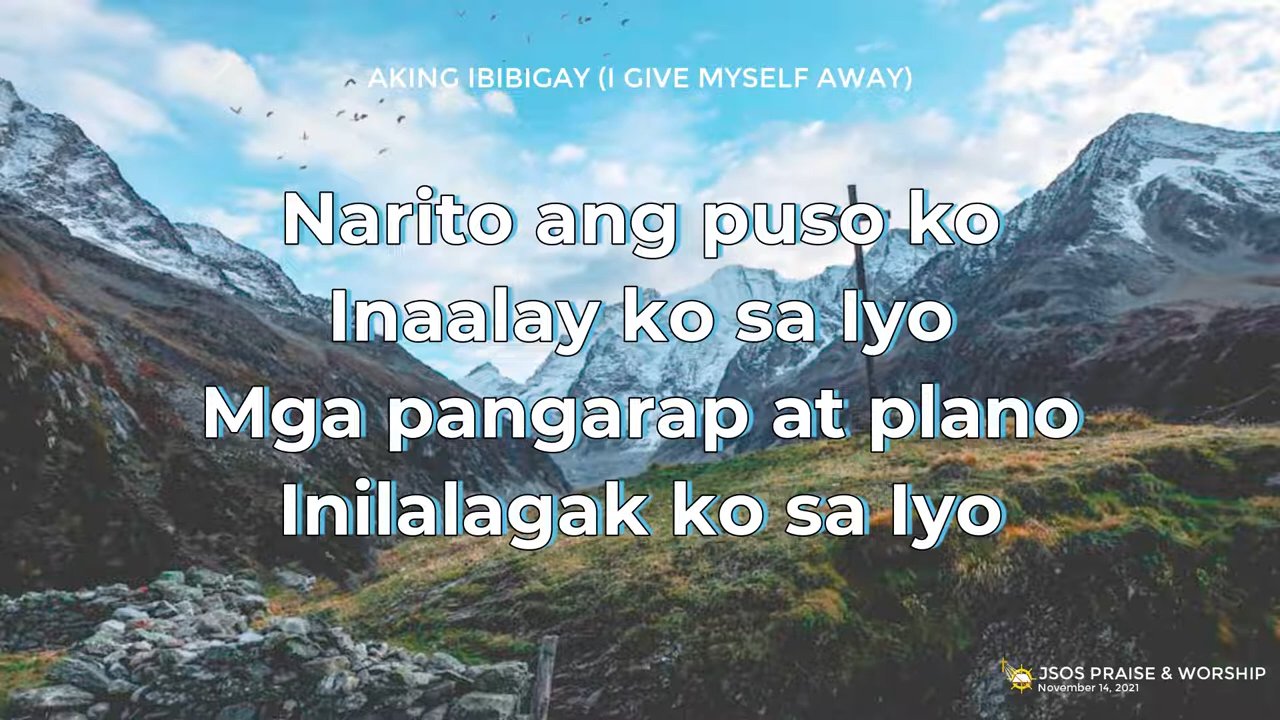 AKING IBIBIGAY (I GIVE MYSELF AWAY)
Narito ang puso ko
Inaalay ko sa Iyo
Mga pangarap at plano
Inilalagak ko sa Iyo
JSOS PRAISE & WORSHIP
November 14, 2021